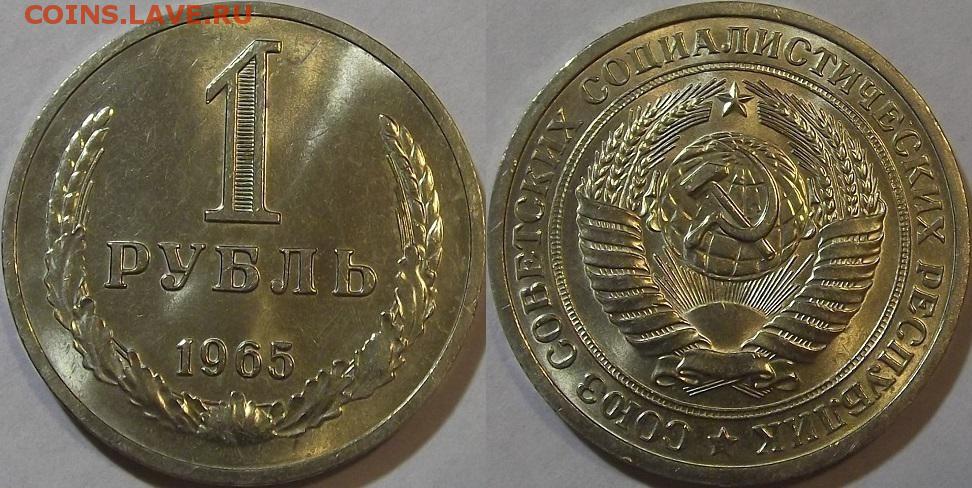 COINS.LAVE.RU
1
РУБЛЬ
1965
СОЮЗ СОВЕТСКИХ СОЦИАЛИСТИЧЕСКИХ РЕСПУБЛИК